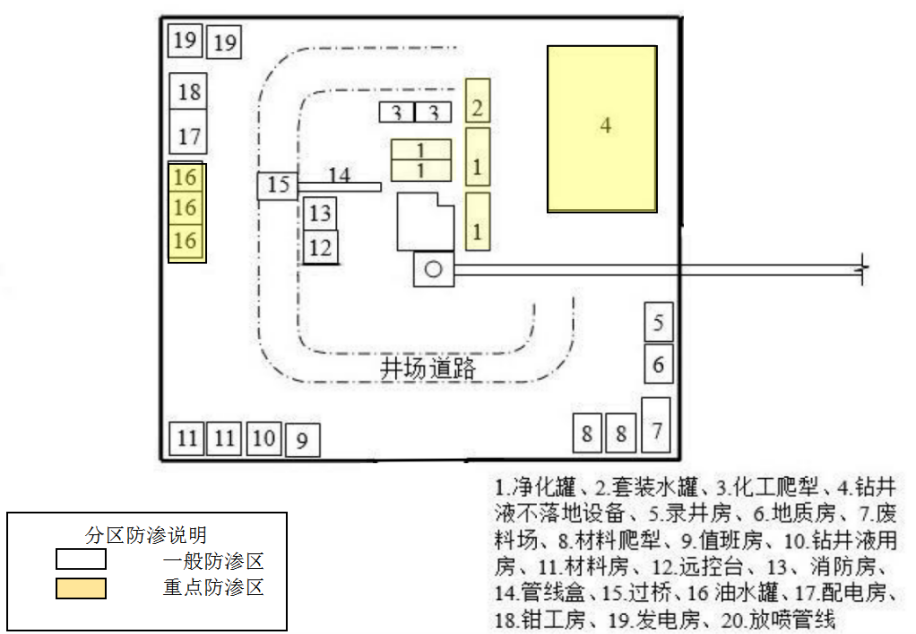 19 19
18
3 3
2
4
17
1
1
1
16
15
14
16
13
1
16
12
5
6
井场道路
11 11 10 9
8 8 7
1.净化罐、2.套装水罐、3.化工爬犁、4.钻井
液不落地设备、5.录井房、6.地质房、7.废
料场、8.材料爬犁、9.值班房、10.钻井液用
房、11.材料房、12.远控台、13、消防房、
14.管线盒、15.过桥、16油水罐、17.配电房、
18.钳工房、19.发电房、20.放喷管线
分区防渗说明
一般防渗区
重点防渗区